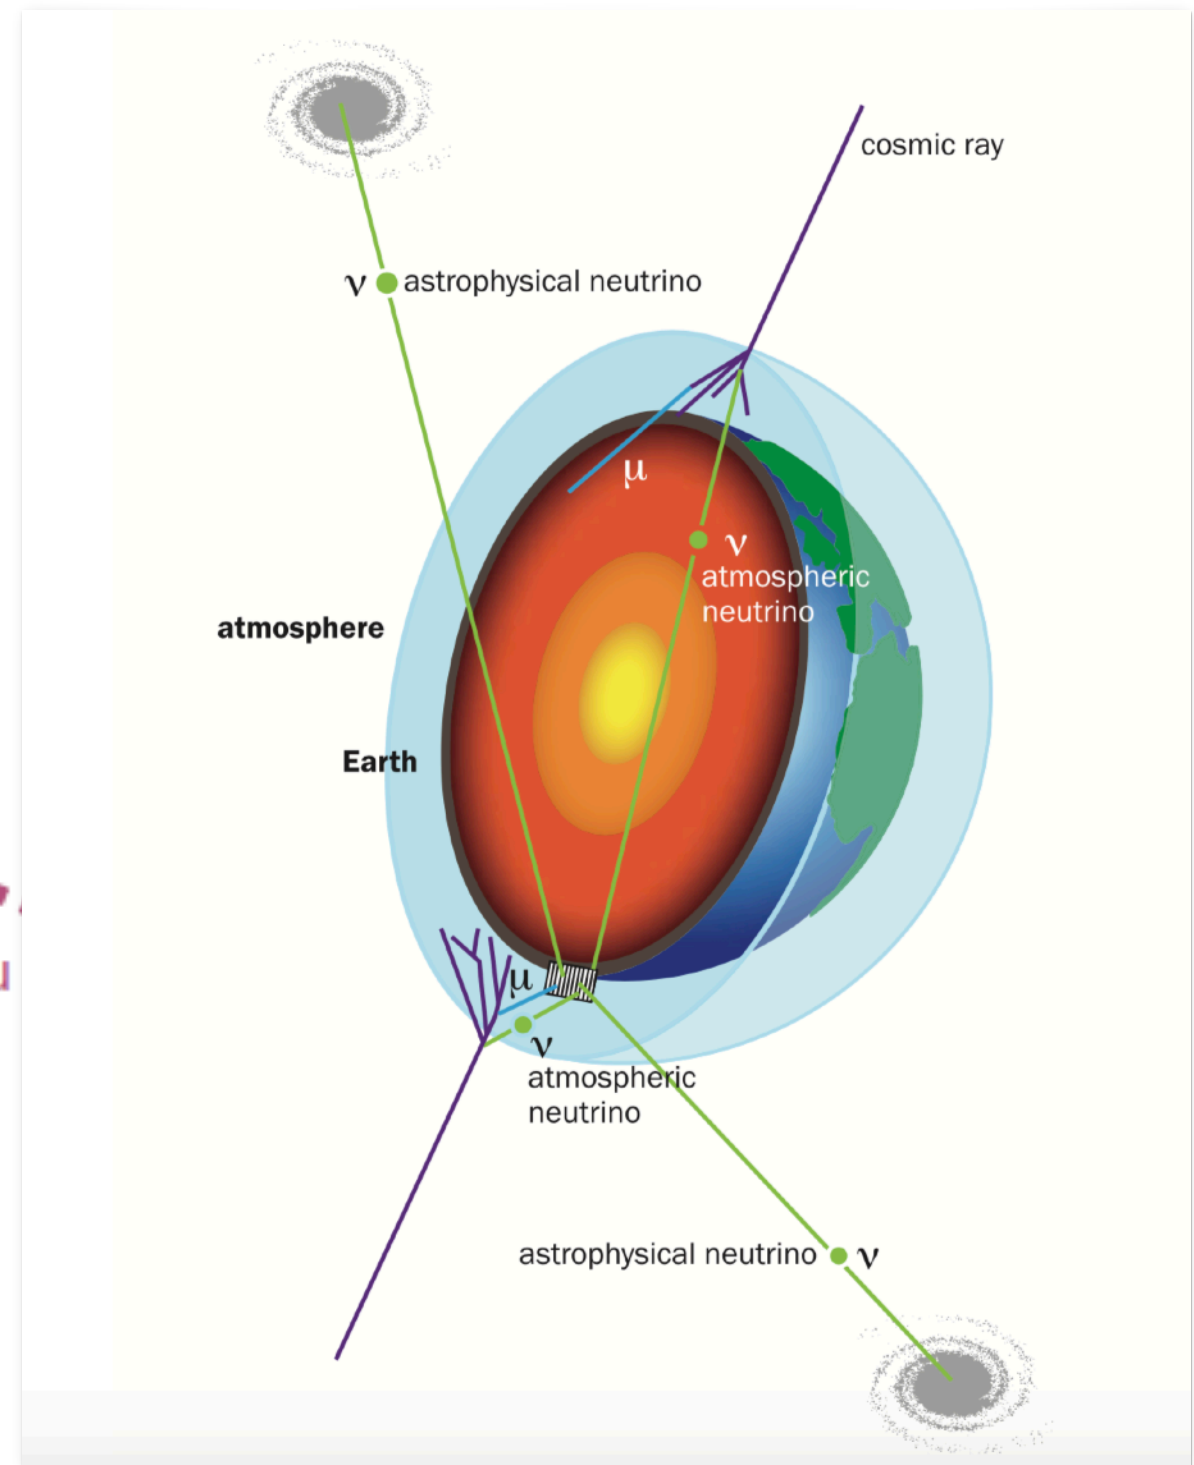 cosmic ray
ν astrophysical neutrino
μ
ν
atmospheric
neutrino
atmosphere
Earth
μ
ν
atmospheric
neutrino
astrophysical neutrino ν